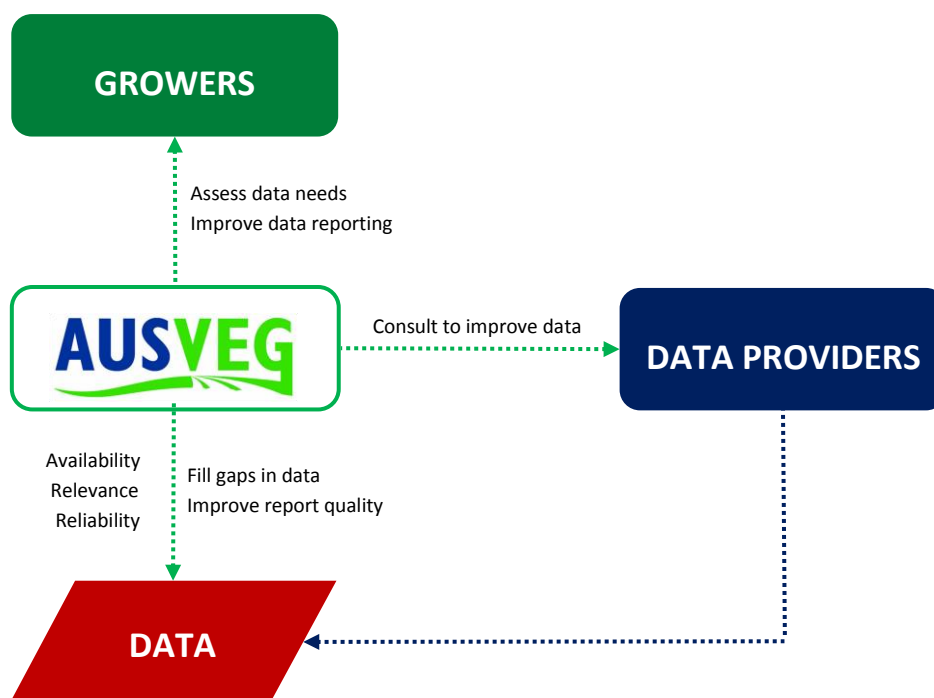 GROWERS
Assess data needs
Improve data reporting
AUSVEG
Consult to improve data
DATA PROVIDERS
Availability
Relevance
Reliability
Fill gaps in data
Improve report quality
DATA